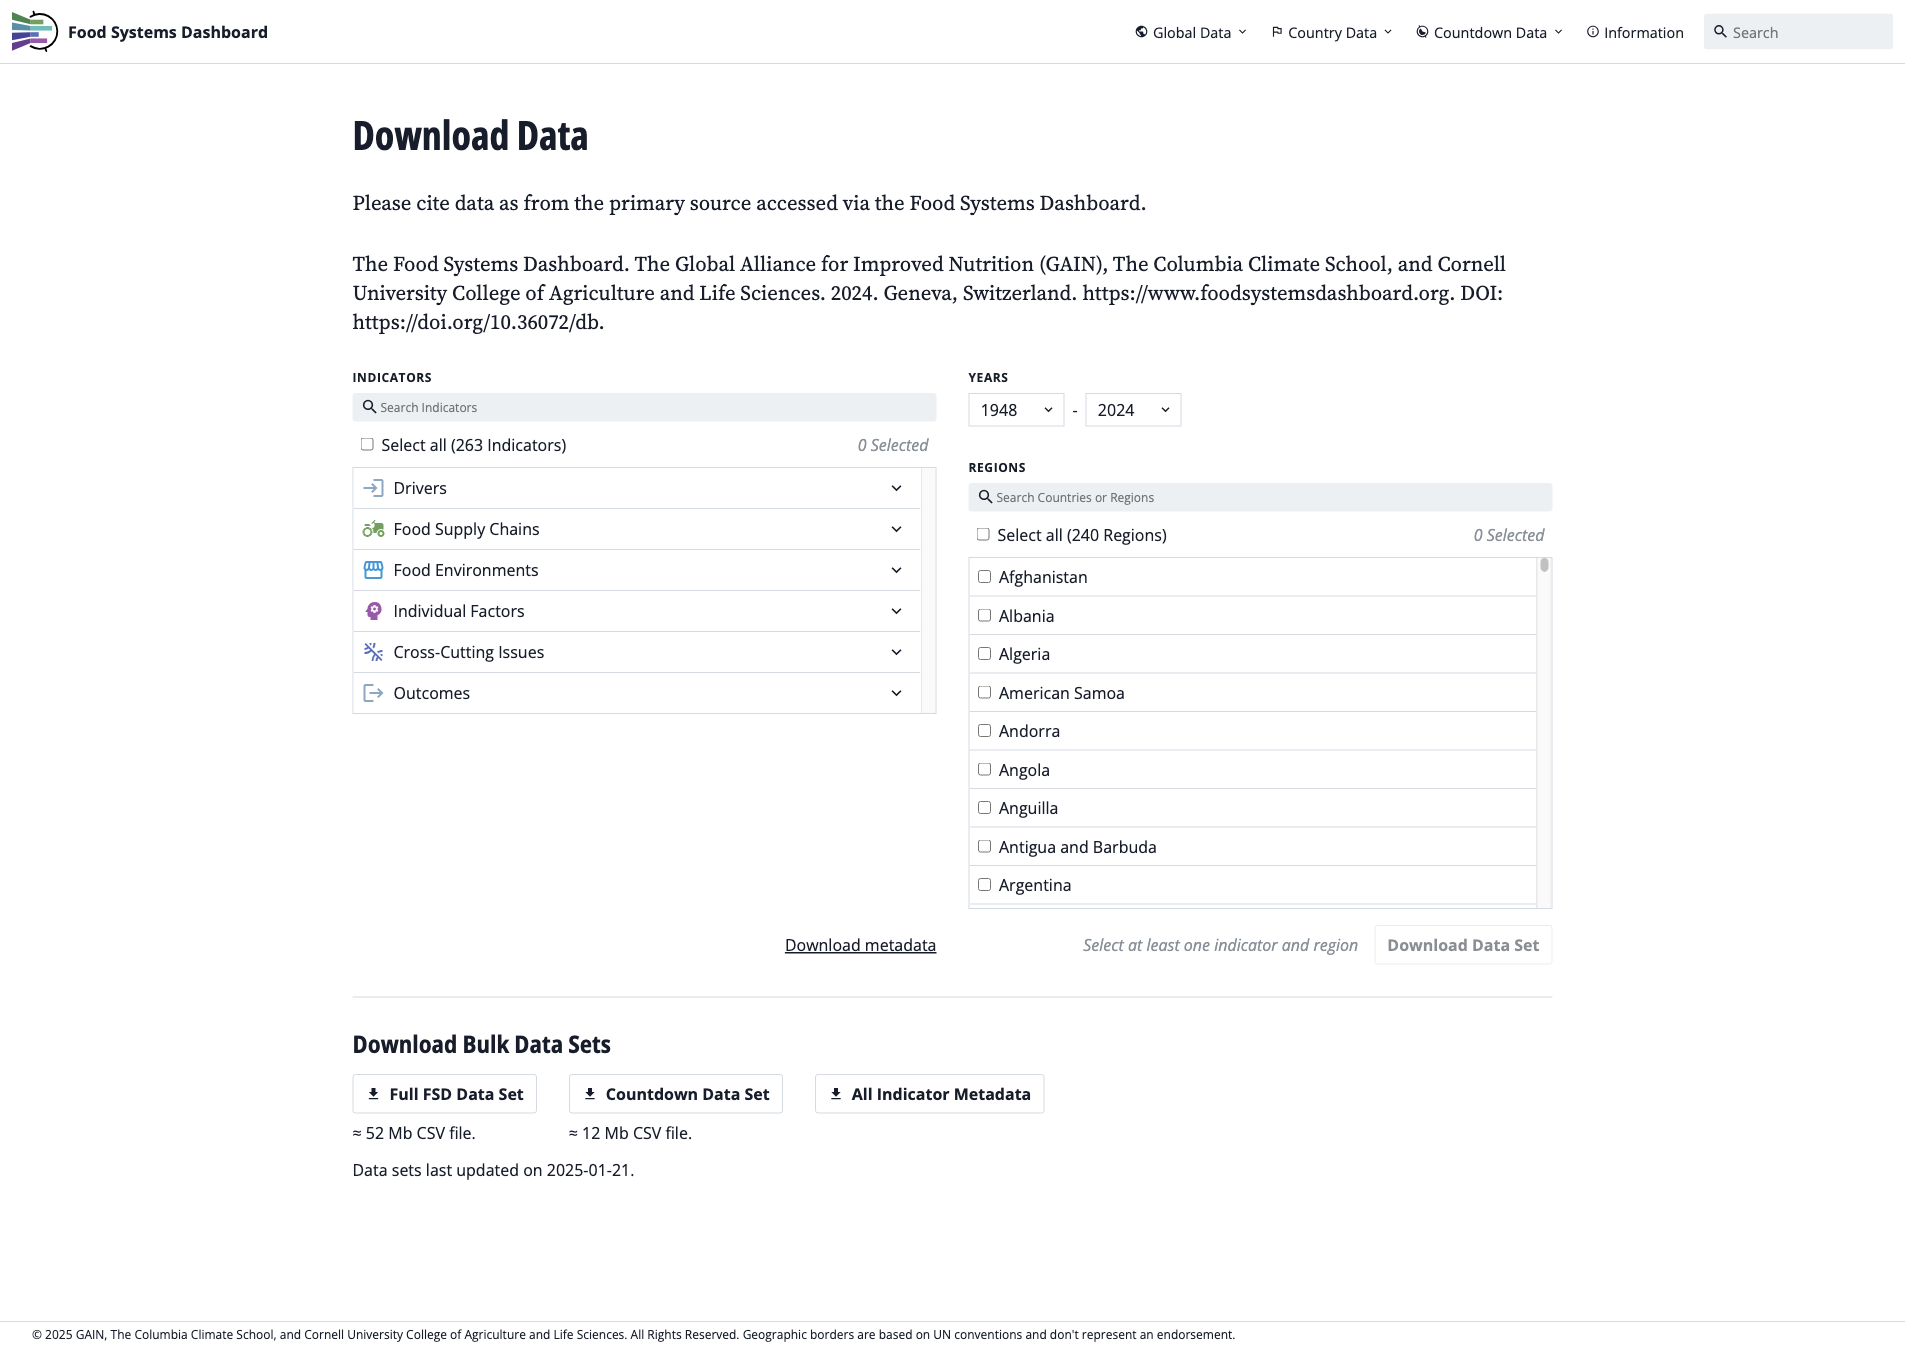 Food Systems Dashboard
Global Data
Country Data
Countdown Data
Information
Search
Download Data
Please cite data as from the primary source accessed via the Food Systems Dashboard.
The Food Systems Dashboard. The Global Alliance for Improved Nutrition (GAIN), The Columbia Climate School, and Cornell
University College of Agriculture and Life Sciences. 2024. Geneva, Switzerland. https://www.foodsystemsdashboard.org. DOI:
https://doi.org/10.36072/db.
INDICATORS
Search Indicators
Select all (263 Indicators)
0 Selected
Drivers
Food Supply Chains
Food Environments
Individual Factors
Cross-Cutting Issues
Outcomes
Download metadata
YEARS
1948 - 2024
REGIONS
Search Countries or Regions
Select all (240 Regions)
0 Selected
Afghanistan
Albania
Algeria
American Samoa
Andorra
Angola
Anguilla
Antigua and Barbuda
Argentina
Select at least one indicator and region
Download Data Set
Download Bulk Data Sets
Full FSD Data Set
Countdown Data Set
All Indicator Metadata
≈ 52 Mb CSV file.
≈ 12 Mb CSV file.
Data sets last updated on 2025-01-21.
© 2025 GAIN, The Columbia Climate School, and Cornell University College of Agriculture and Life Sciences. All Rights Reserved. Geographic borders are based on UN conventions and don't represent an endorsement.